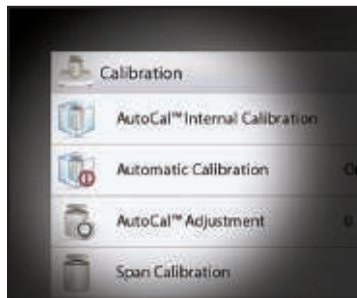 Calibration
AutoCal™ Internal Calibration
Automatic Calibration
AutoCal™ Adjustment
Span Calibration